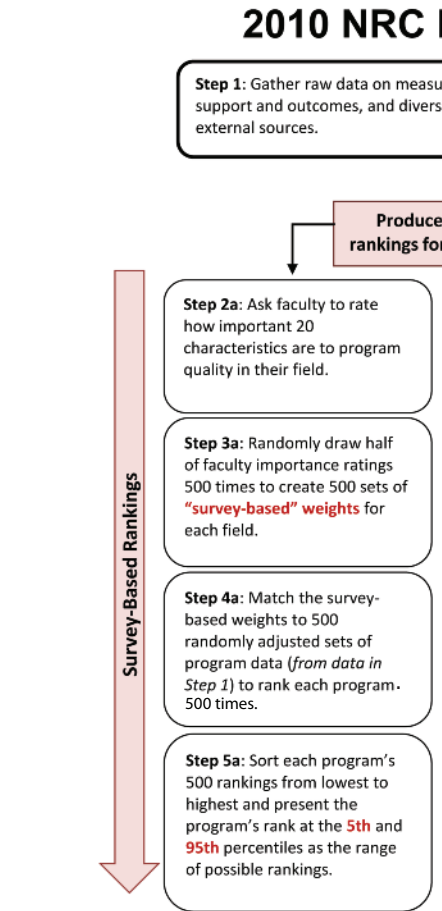 2010 NRC
Step 1: Gather raw data on measu
support and outcomes, and divers
external sources.
Produce
rankings for
Survey-Based Rankings
Step 2a: Ask faculty to rate
how important 20
characteristics are to program
quality in their field.
Step 3a: Randomly draw half
of faculty importance ratings
500 times to create 500 sets of
“survey-based” weights for
each field.
Step 4a: Match the survey-
based weights to 500
randomly adjusted sets of
program data (from data in
Step 1) to rank each program.
500 times.
Step 5a: Sort each program’s
500 rankings from lowest to
highest and present the
program’s rank at the 5th and
95th percentiles as the range
of possible rankings.